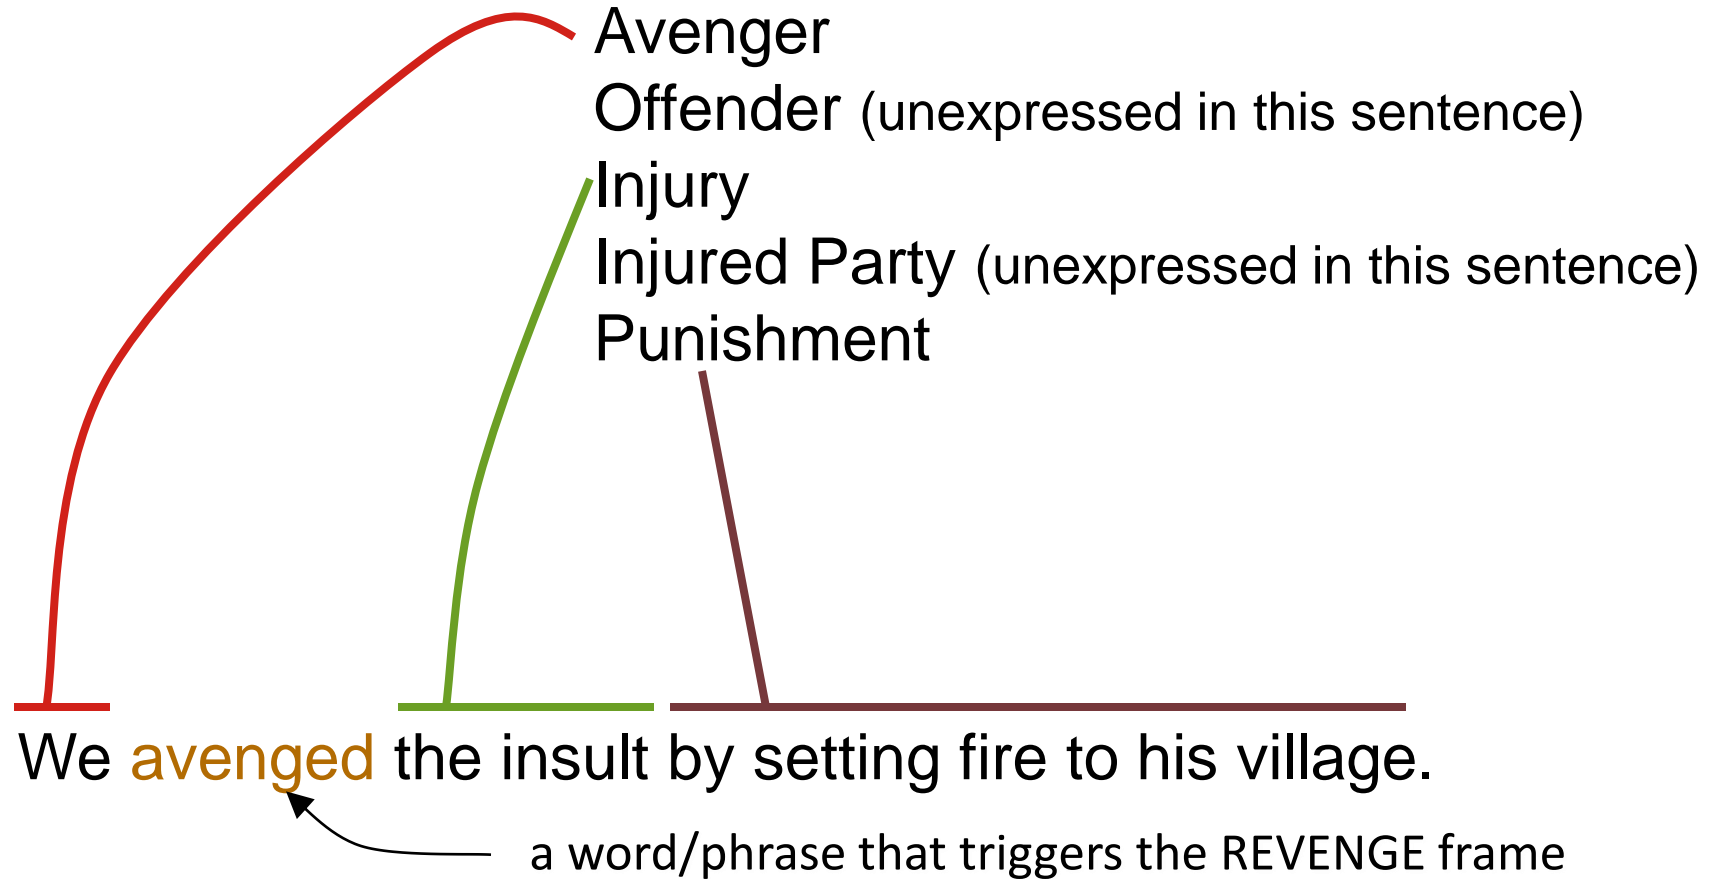 Avenger
Offender (unexpressed in this sentence)
Injury
Injured Party (unexpressed in this sentence)
Punishment
We avenged the insult by setting fire to his village.
a word/phrase that triggers the REVENGE frame